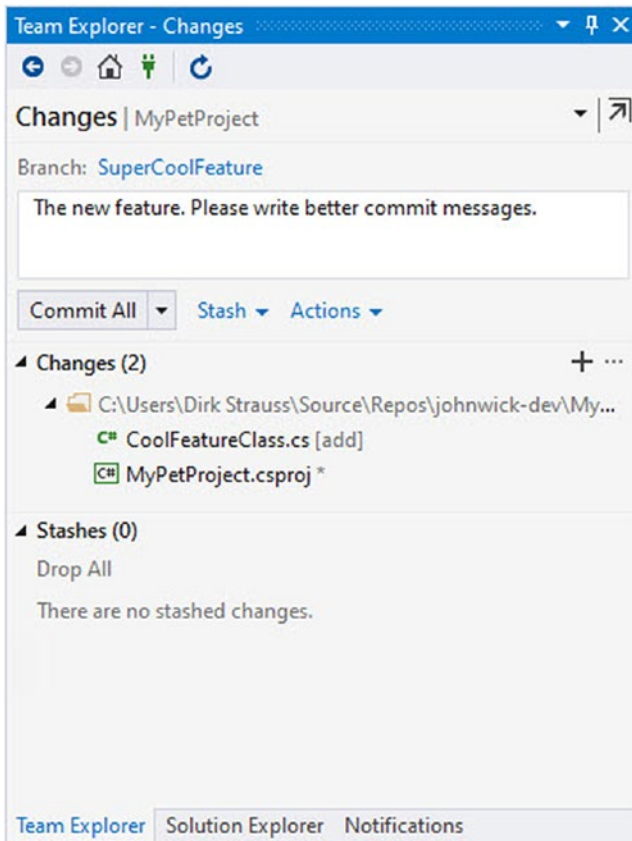 Team Explorer - Changes
Changes | MyPetProject
Branch: SuperCoolFeature
The new feature. Please write better commit messages.
Commit All Stash Actions
Changes (2)
C:\Users\Dirk Strauss\Source\Repos\johnwick-dev\My...
C# CoolFeatureClass.cs [add]
C# MyPetProject.csproj *
Stashes (0)
Drop All
There are no stashed changes.
Team Explorer Solution Explorer Notifications